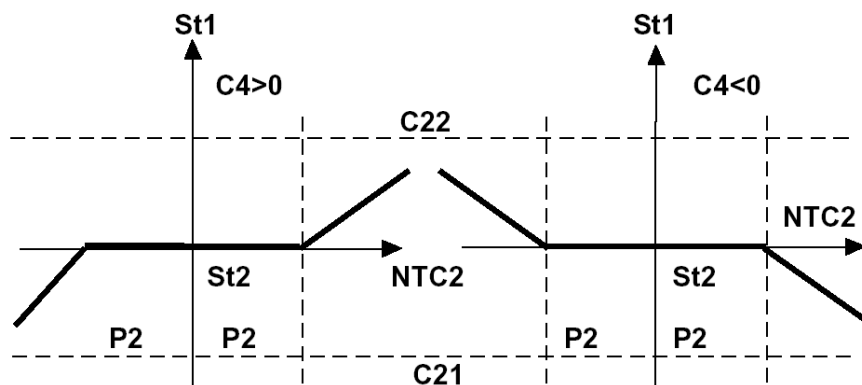 St1 St1
C4>0 C4<0
C22
NTC2
St2 NTC2 St2
P2 P2 P2 P2
C21